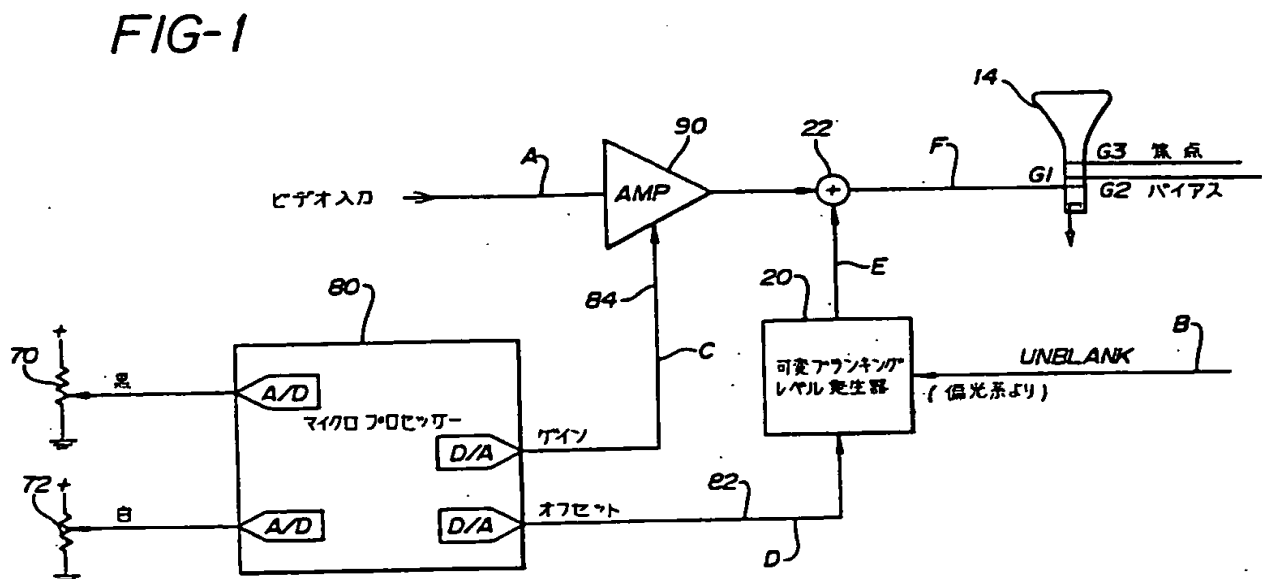 FIG-1
14
90
22
A
F
G3 焦点
G1
G2 バイアス
ビデオ入力
AMP
+
E
80
84
20
B
+
70
黒
A/D
C
UNBLANK
可変ブランキング
レベル発生器
(偏光系より)
マイクロプロセッサー
D/A
ゲイン
72
+
白
A/D
D/A
オフセット
82
D